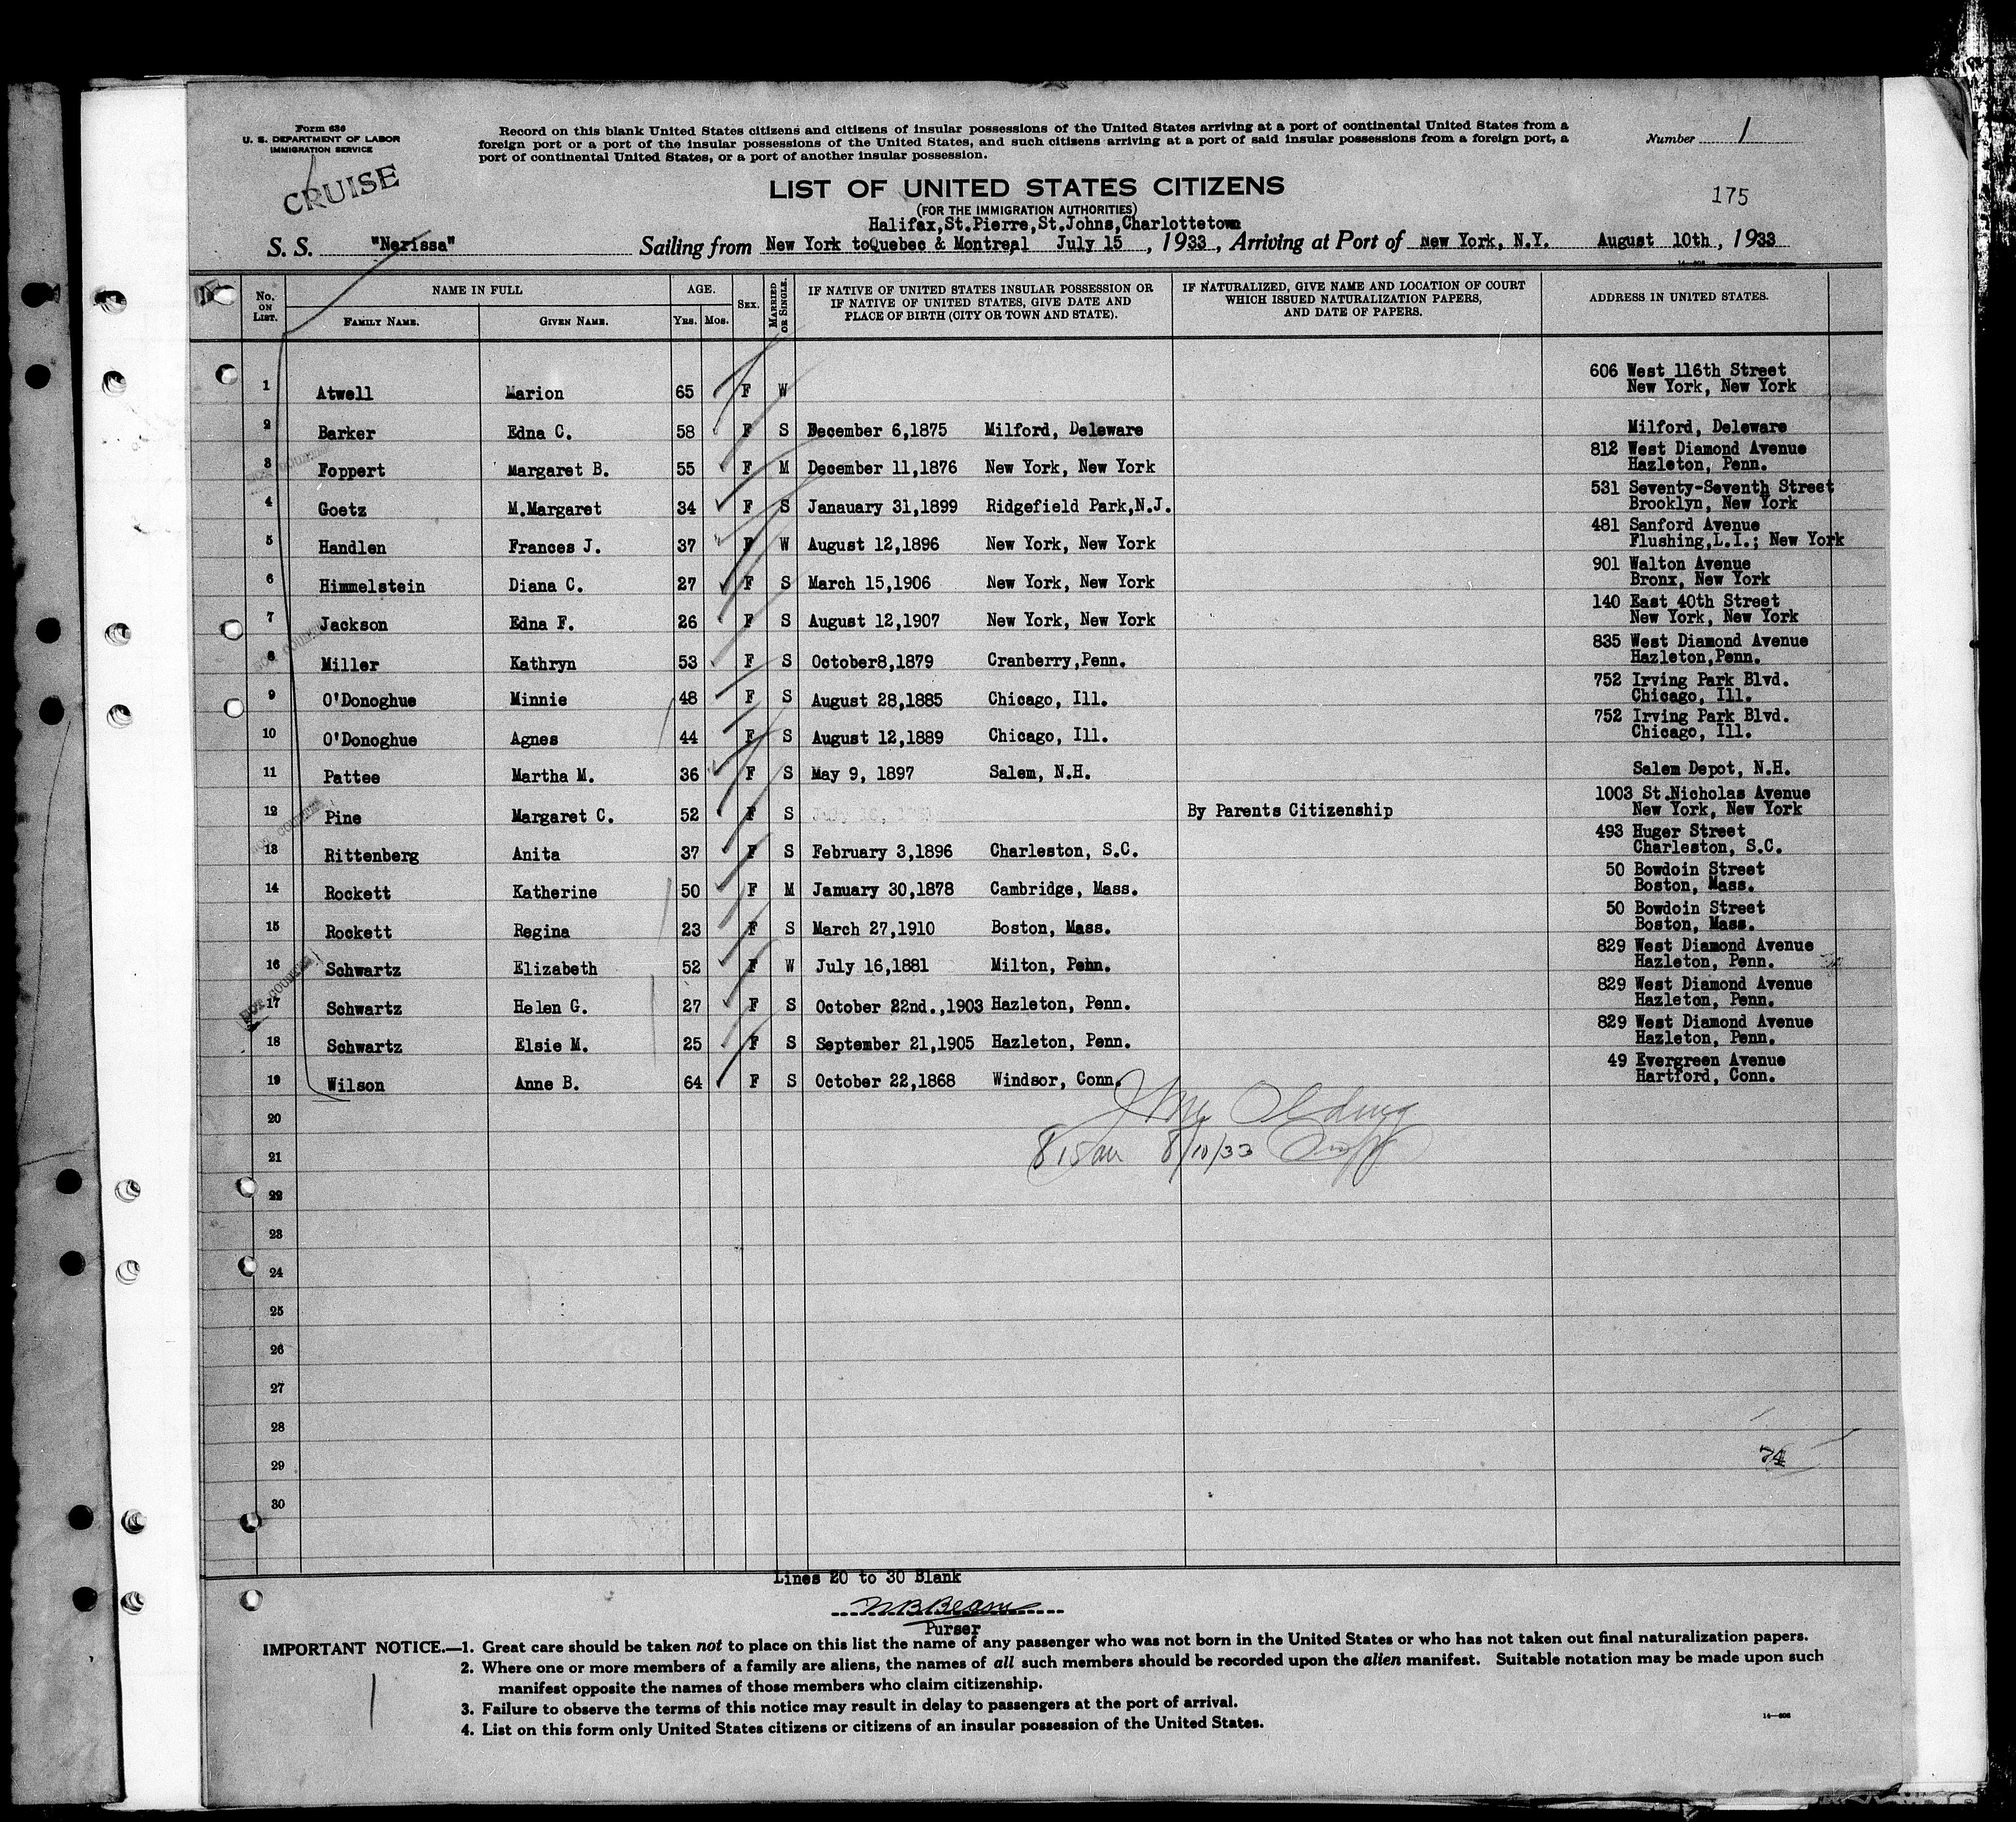 Form 636
U. S. DEPARTMENT OF LABOR
IMMIGRATION SERVICE
CRUISE
Record on this blank United States citizens and citizens of insular possessions of the United States arriving at a port of continental United States from a
foreign port or a port of the insular possessions of the United States, and such citizens arriving at a port of said insular possessions from a foreign port, a
port of continental United States, or a port of another insular possession.
Number 1
175
LIST OF UNITED STATES CITIZENS
(FOR THE IMMIGRATION AUTHORITIES)
Halifax,St.Pierre,St.Johns,Charlottetown
S. S. "Nerissa" Sailing from New York toQuebec & Montreal July 15, 1933, Arriving at Port of New York, N.Y. August 10th, 1933
No. ON LIST. NAME IN FULL AGE. SEX. MARRIED OR SINGLE. IF NATIVE OF UNITED STATES INSULAR POSSESSION OR IF NATIVE OF UNITED STATES, GIVE DATE AND PLACE OF BIRTH (CITY OR TOWN AND STATE). IF NATURALIZED, GIVE NAME AND LOCATION OF COURT WHICH ISSUED NATURALIZATION PAPERS, AND DATE OF PAPERS. ADDRESS IN UNITED STATES.
FAMILY NAME. GIVEN NAME. YRS. MOS.
1 Atwell Marion 65 F W 606 West 116th Street New York, New York
2 Barker Edna C. 58 F S December 6,1875 Milford, Deleware Milford, Deleware
3 Foppert Margaret B. 55 F M December 11,1876 New York, New York 812 West Diamond Avenue Hazleton, Penn.
4 Goetz M.Margaret 34 F S Janauary 31,1899 Ridgefield Park,N.J. 531 Seventy-Seventh Street Brooklyn, New York
5 Handlen Frances J. 37 F W August 12,1896 New York, New York 481 Sanford Avenue Flushing,L.I.; New York
6 Himmelstein Diana C. 27 F S March 15,1906 New York, New York 901 Walton Avenue Bronx, New York
7 Jackson Edna F. 26 F S August 12,1907 New York, New York 140 East 40th Street New York, New York
8 Miller Kathryn 53 F S October8,1879 Cranberry,Penn. 835 West Diamond Avenue Hazleton,Penn.
9 O'Donoghue Minnie 48 F S August 28,1885 Chicago, Ill. 752 Irving Park Blvd. Chicago, Ill.
10 O'Donoghue Agnes 44 F S August 12,1889 Chicago, Ill. 752 Irving Park Blvd. Chicago, Ill.
11 Pattee Martha M. 36 F S May 9, 1897 Salem, N.H. Salem Depot, N.H.
12 Pine Margaret C. 52 F S By Parents Citizenship 1003 St.Nicholas Avenue New York, New York
13 Rittenberg Anita 37 F S February 3,1896 Charleston, S.C. 493 Huger Street Charleston, S.C.
14 Rockett Katherine 50 F M January 30,1878 Cambridge, Mass. 50 Bowdoin Street Boston, Mass.
15 Rockett Regina 23 F S March 27,1910 Boston, Mass. 50 Bowdoin Street Boston, Mass.
16 Schwartz Elizabeth 52 F W July 16,1881 Milton, Penn. 829 West Diamond Avenue Hazleton, Penn.
17 Schwartz Helen G. 27 F S October 22nd.,1903 Hazleton, Penn. 829 West Diamond Avenue Hazleton, Penn.
18 Schwartz Elsie M. 25 F S September 21,1905 Hazleton, Penn. 829 West Diamond Avenue Hazleton, Penn.
19 Wilson Anne B. 64 F S October 22,1868 Windsor, Conn. 49 Evergreen Avenue Hartford, Conn.
20
21 8 15 am 8/10/33
22
23
24
25
26
27
28
29 74
30
Lines 20 to 30 Blank
Purser
IMPORTANT NOTICE.—1. Great care should be taken not to place on this list the name of any passenger who was not born in the United States or who has not taken out final naturalization papers.
2. Where one or more members of a family are aliens, the names of all such members should be recorded upon the alien manifest. Suitable notation may be made upon such
manifest opposite the names of those members who claim citizenship.
3. Failure to observe the terms of this notice may result in delay to passengers at the port of arrival.
4. List on this form only United States citizens or citizens of an insular possession of the United States.